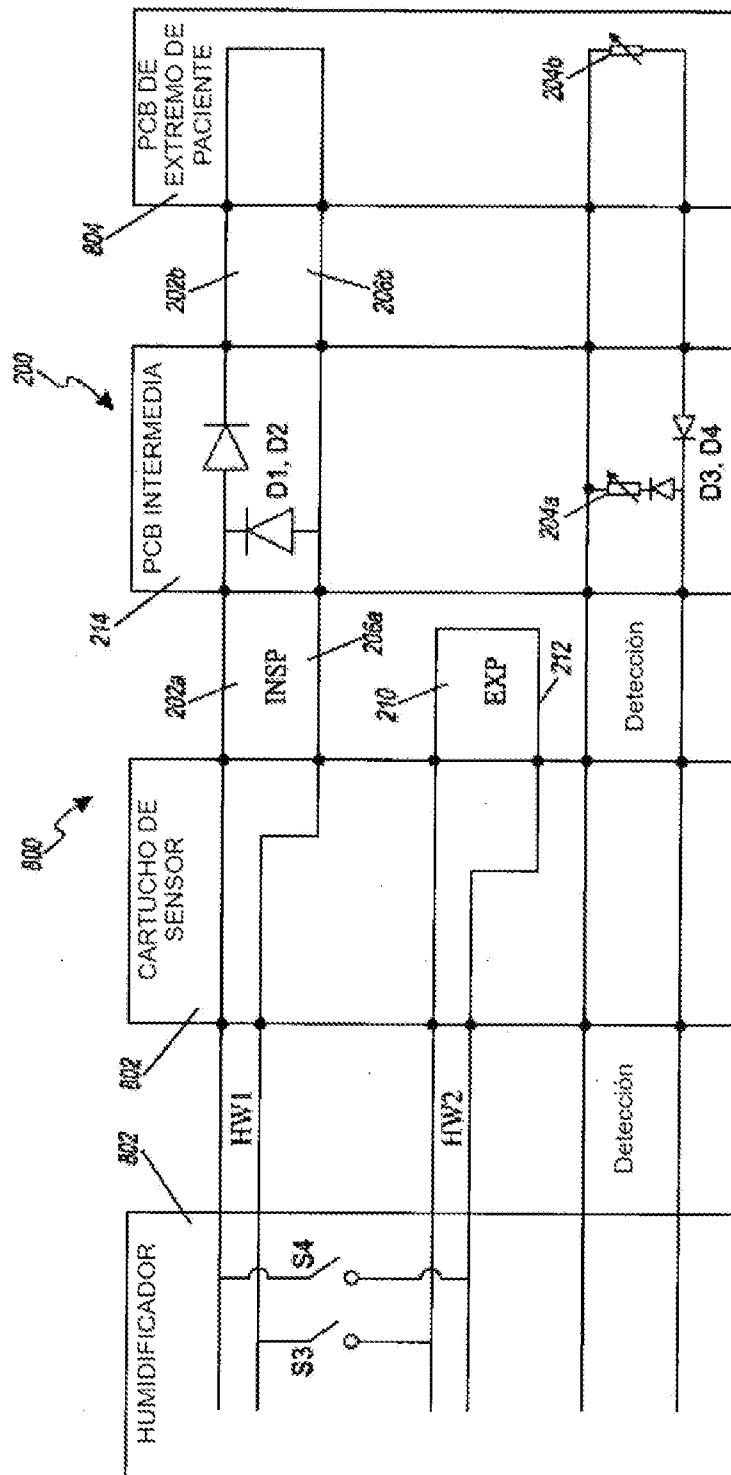 HUMIDIFICADOR
802
S3
S4
HW1
HW2
Detección
802
CARTUCHO DE
SENSOR
800
202a
INSP
206a
210
EXP
212
Detección
214
PCB INTERMEDIA
200
D1, D2
204a
D3, D4
202b
206b
804
PCB DE
EXTREMO DE
PACIENTE
204b